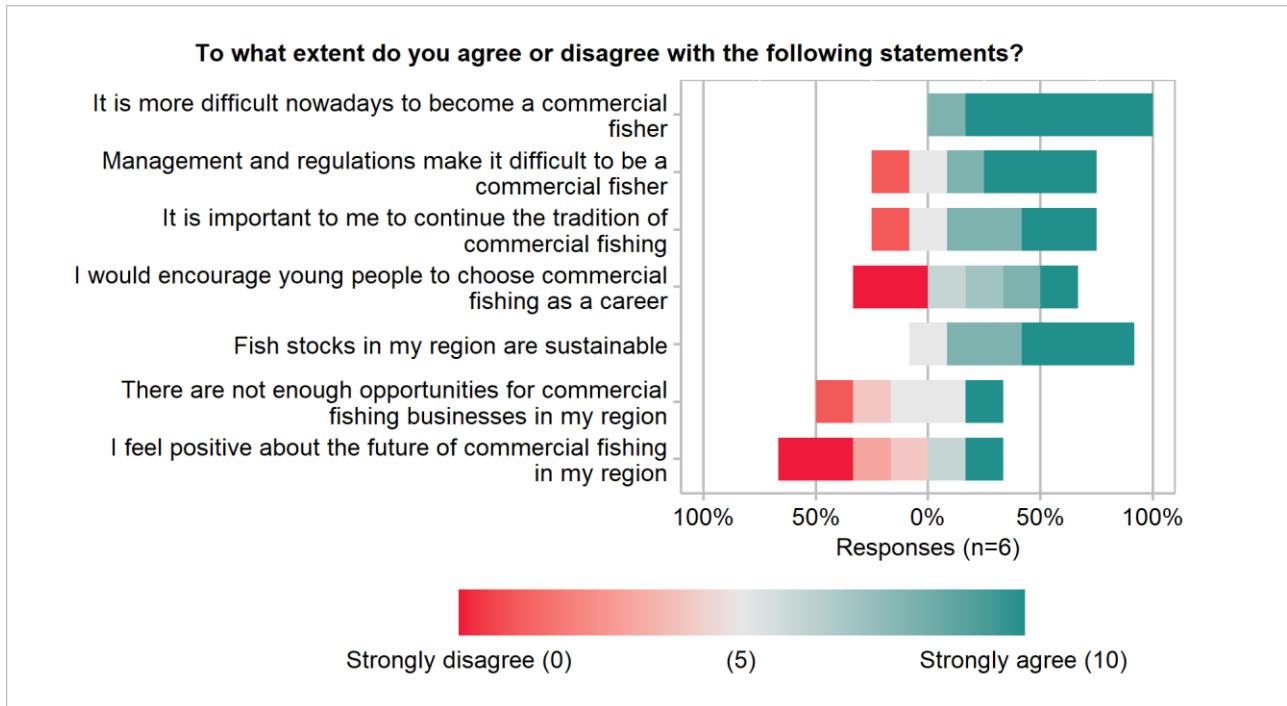 To what extent do you agree or disagree with the following statements?
It is more difficult nowadays to become a commercial
fisher
Management and regulations make it difficult to be a
commercial fisher
It is important to me to continue the tradition of
commercial fishing
I would encourage young people to choose commercial
fishing as a career
Fish stocks in my region are sustainable
There are not enough opportunities for commercial
fishing businesses in my region
I feel positive about the future of commercial fishing
in my region
100% 50% 0% 50% 100%
Responses (n=6)
Strongly disagree (0) (5) Strongly agree (10)